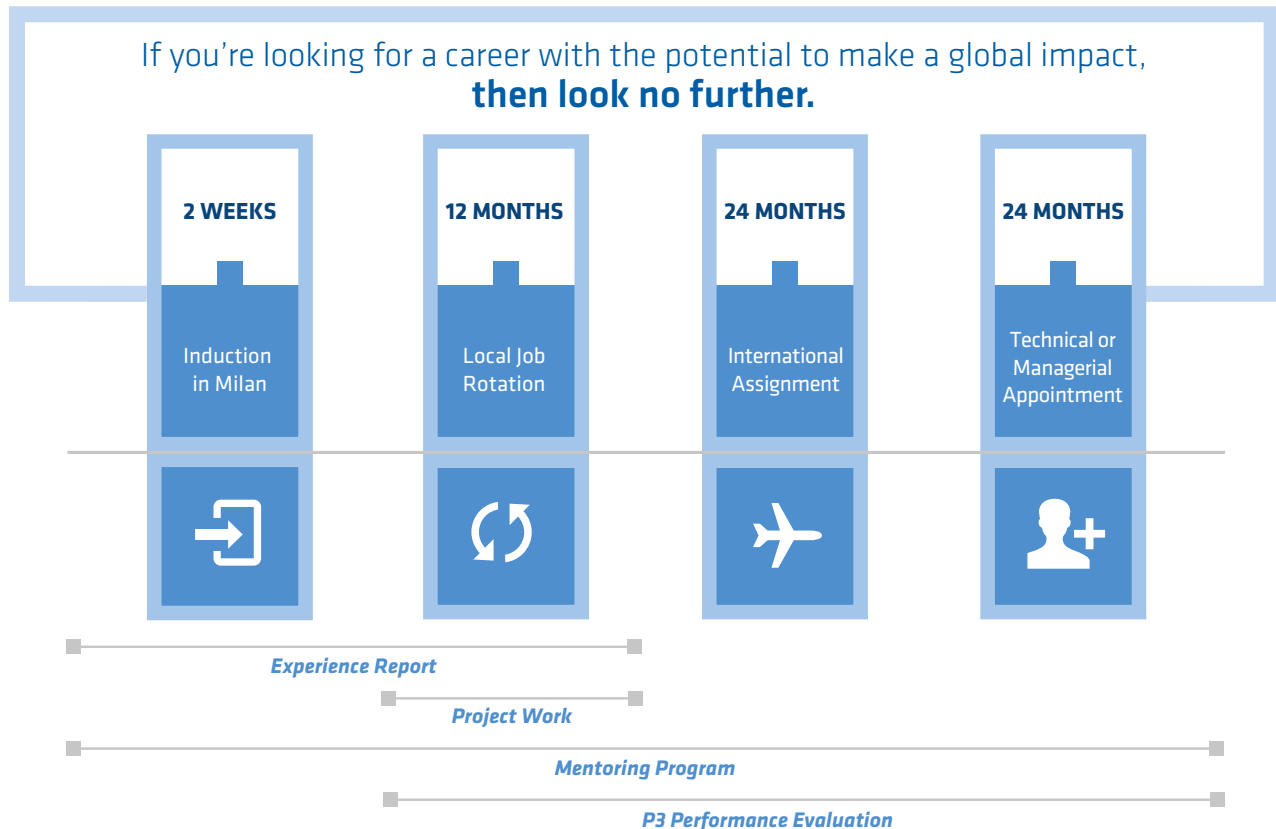 If you're looking for a career with the potential to make a global impact,
then look no further.
2 WEEKS
Induction
in Milan
12 MONTHS
Local Job
Rotation
24 MONTHS
International
Assignment
24 MONTHS
Technical or
Managerial
Appointment
Experience Report
Project Work
Mentoring Program
P3 Performance Evaluation